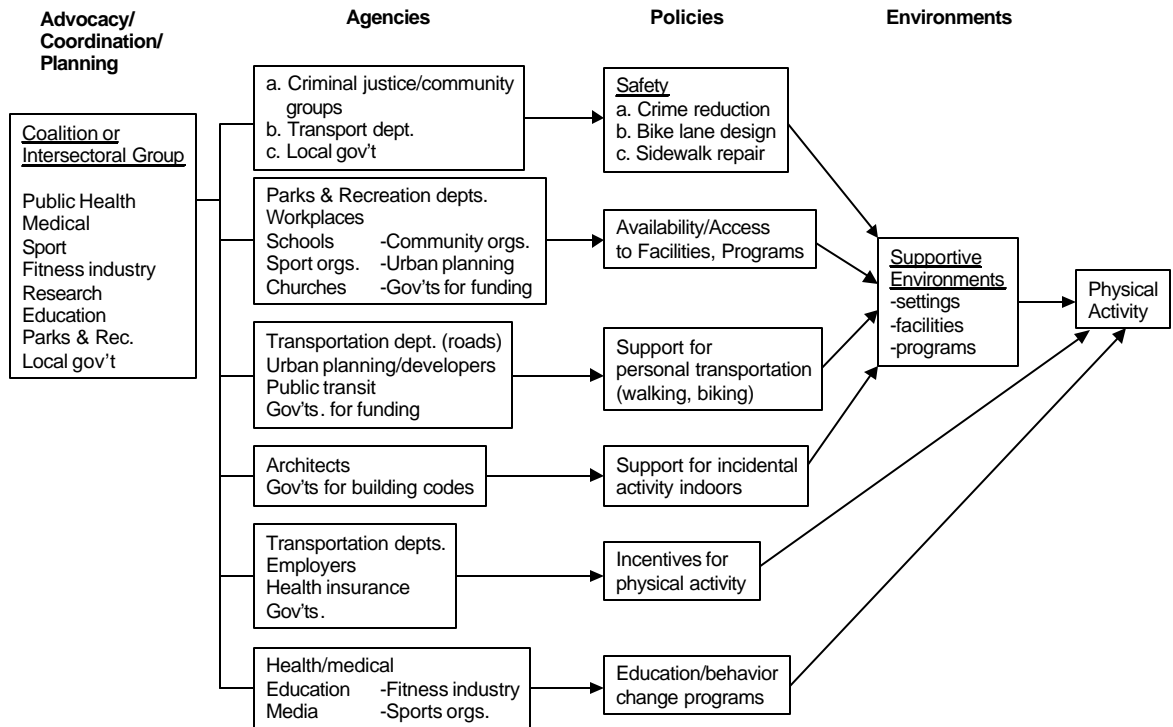 Advocacy/
Coordination/
Planning
Agencies
Policies
Environments
Coalition or
Intersectoral Group
Public Health
Medical
Sport
Fitness industry
Research
Education
Parks & Rec.
Local gov't
a. Criminal justice/community
groups
b. Transport dept.
c. Local gov't
Safety
a. Crime reduction
b. Bike lane design
c. Sidewalk repair
Parks & Recreation depts.
Workplaces
Schools -Community orgs.
Sport orgs. -Urban planning
Churches -Gov'ts for funding
Availability/Access
to Facilities, Programs
Transportation dept. (roads)
Urban planning/developers
Public transit
Gov'ts. for funding
Support for
personal transportation
(walking, biking)
Architects
Gov'ts for building codes
Support for incidental
activity indoors
Transportation depts.
Employers
Health insurance
Gov'ts.
Incentives for
physical activity
Health/medical
Education -Fitness industry
Media -Sports orgs.
Education/behavior
change programs
Supportive
Environments
-settings
-facilities
-programs
Physical
Activity